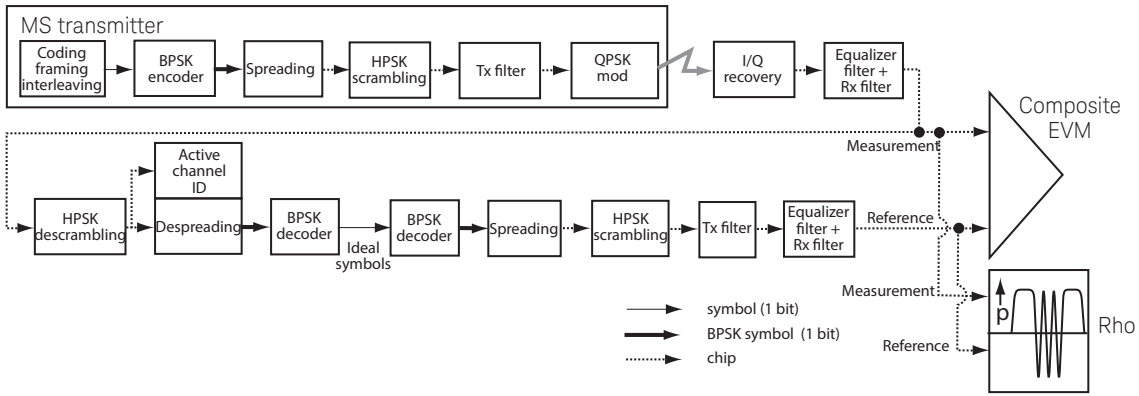 MS transmitter
Coding
framing
interleaving
BPSK
encoder
Spreading
HPSK
scrambling
Tx filter
QPSK
mod
I/Q
recovery
Equalizer
filter +
Rx filter
Composite
EVM
Measurement
Active
channel
ID
HPSK
descrambling
Despreading
BPSK
decoder
Ideal
symbols
BPSK
decoder
Spreading
HPSK
scrambling
Tx filter
Equalizer
filter +
Rx filter
Reference
Measurement
Reference
p
Rho
symbol (1 bit)
BPSK symbol (1 bit)
chip